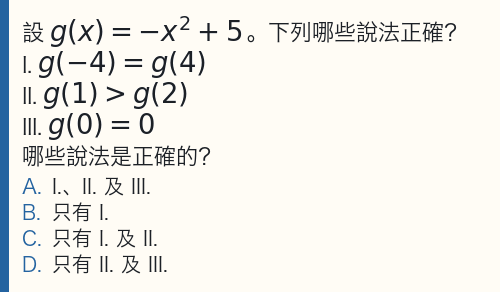 設 g(x) = −x² + 5。下列哪些說法正確?
I. g(−4) = g(4)
II. g(1) > g(2)
III. g(0) = 0
哪些說法是正確的?
A. I.、II. 及 III.
B. 只有 I.
C. 只有 I. 及 II.
D. 只有 II. 及 III.